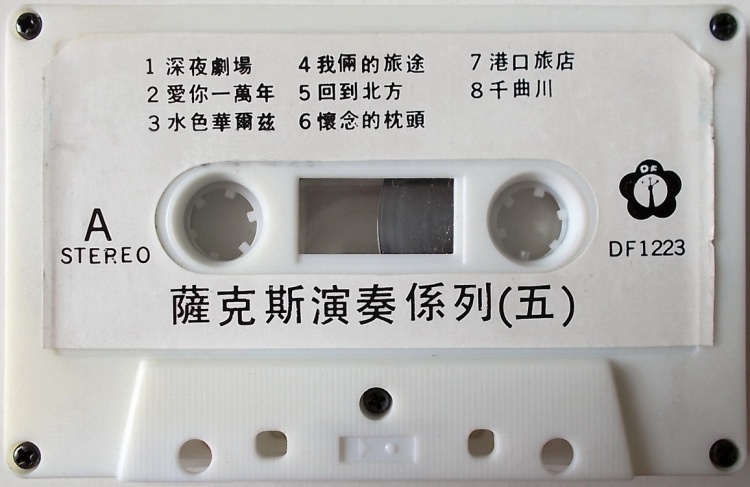 1 深夜劇場
2 愛你一萬年
3 水色華爾茲
4 我倆的旅途
5 回到北方
6 懷念的枕頭
7 港口旅店
8 千曲川
DF
A
STEREO
DF1223
薩克斯演奏係列(五)